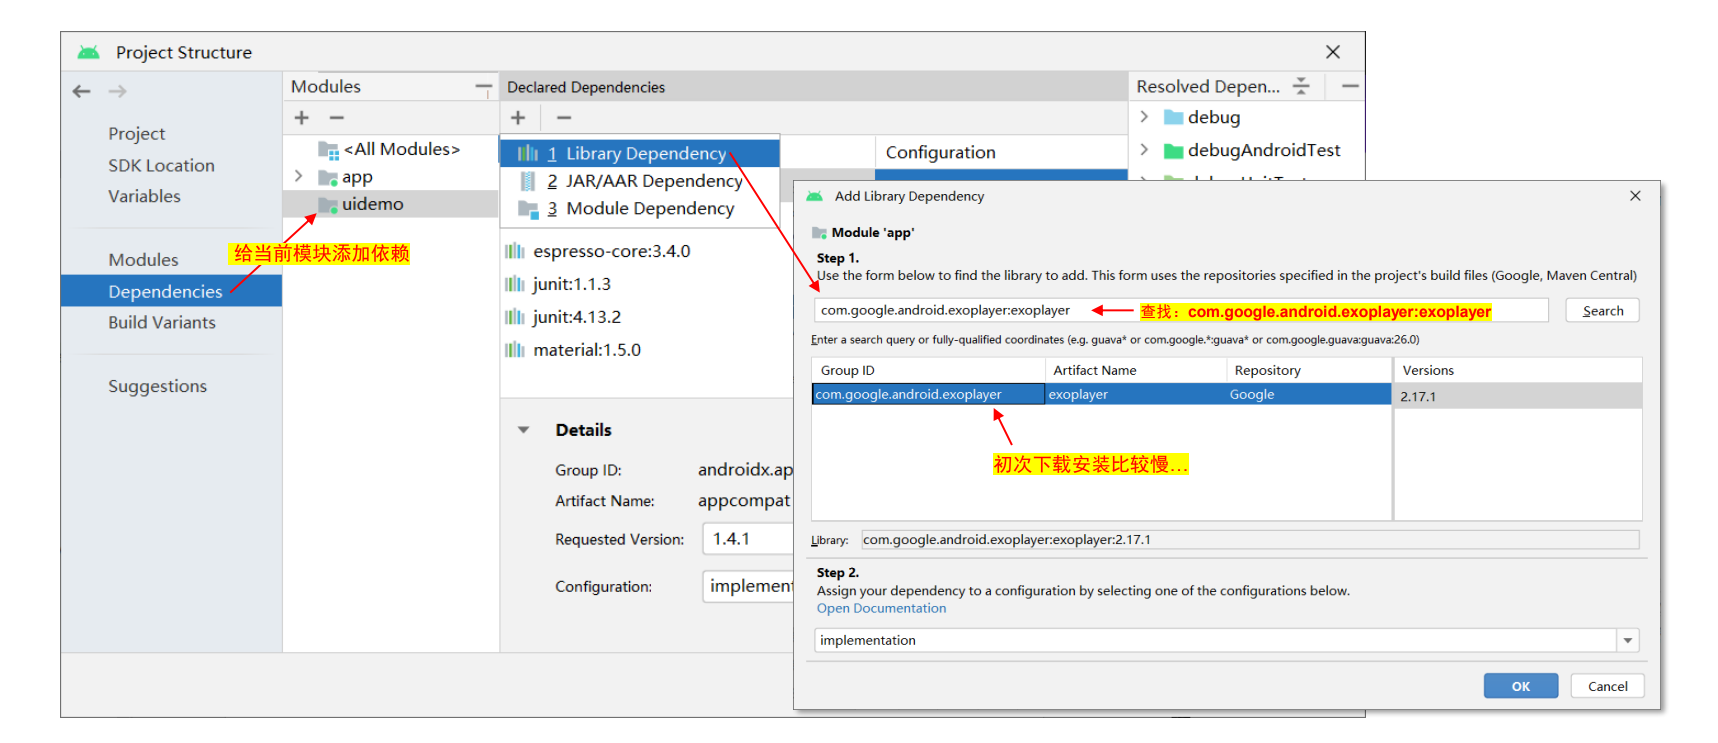 Project Structure
Project
SDK Location
Variables
Modules
Dependencies
Build Variants
Suggestions
Modules
<All Modules>
app
uidemo
给当前模块添加依赖
Declared Dependencies
1 Library Dependency
2 JAR/AAR Dependency
3 Module Dependency
Configuration
espresso-core:3.4.0
junit:1.1.3
junit:4.13.2
material:1.5.0
Details
Group ID: androidx.ap
Artifact Name: appcompat
Requested Version: 1.4.1
Configuration: implement
Resolved Depen...
debug
debugAndroidTest
Add Library Dependency
Module 'app'
Step 1.
Use the form below to find the library to add. This form uses the repositories specified in the project's build files (Google, Maven Central)
com.google.android.exoplayer:exoplayer
查找：com.google.android.exoplayer:exoplayer
Search
Enter a search query or fully-qualified coordinates (e.g. guava* or com.google.*:guava* or com.google.guava:guava:26.0)
Group ID Artifact Name Repository Versions
com.google.android.exoplayer exoplayer Google 2.17.1
初次下载安装比较慢...
Library: com.google.android.exoplayer:exoplayer:2.17.1
Step 2.
Assign your dependency to a configuration by selecting one of the configurations below.
Open Documentation
implementation
OK Cancel